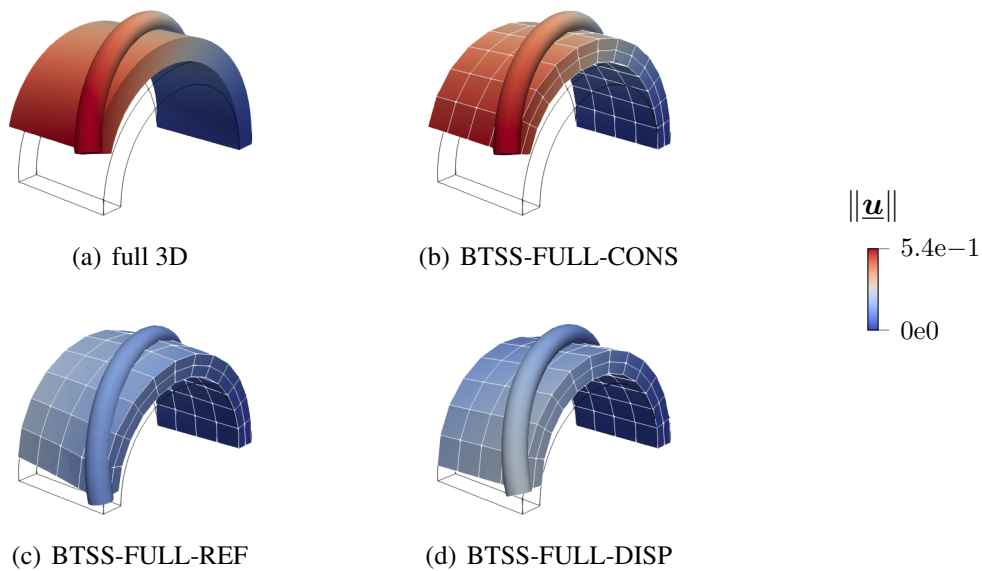 (a) full 3D
(b) BTSS-FULL-CONS
‖u‖
5.4e−1
0e0
(c) BTSS-FULL-REF
(d) BTSS-FULL-DISP